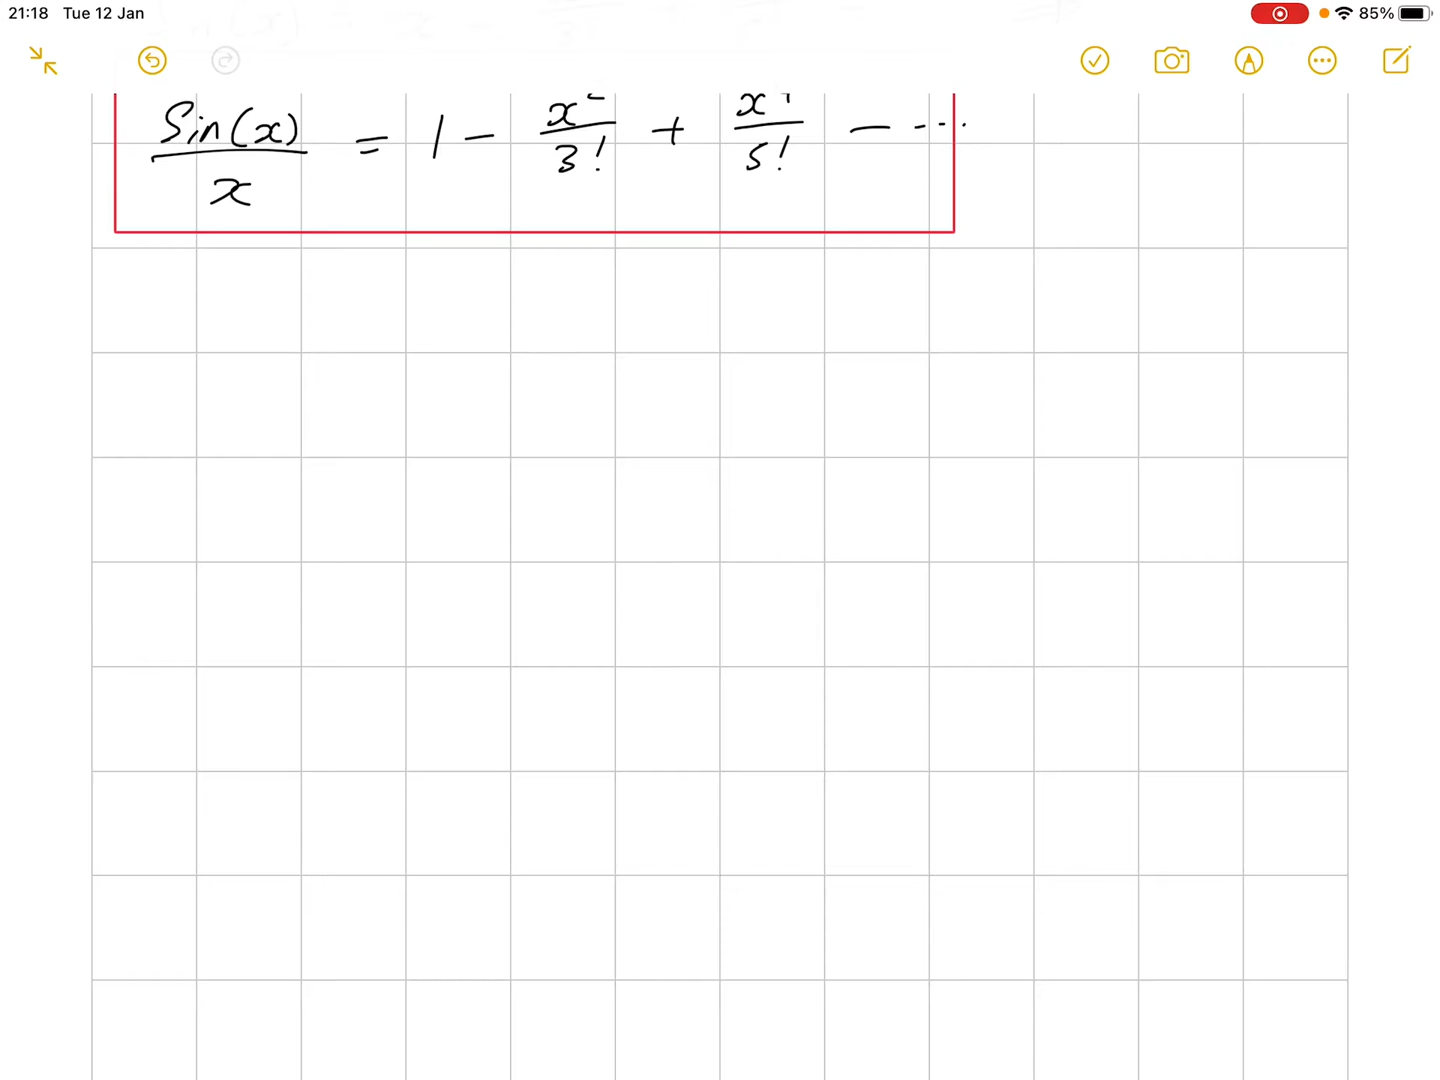 21:18 Tue 12 Jan 85%
Sin(x)/x = 1 - x²/3! + x⁴/5! - ...